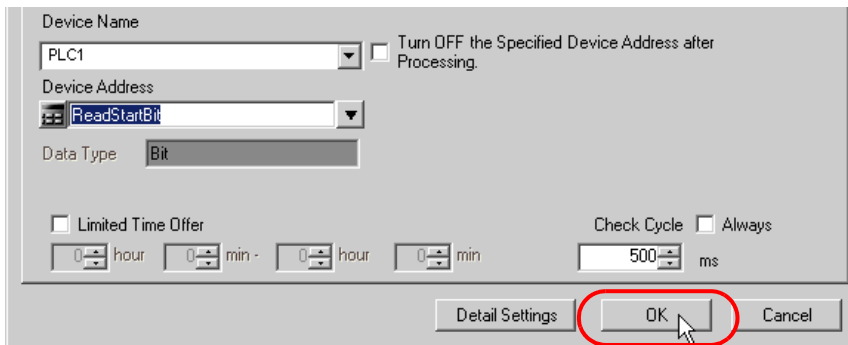 Device Name
PLC1
Turn OFF the Specified Device Address after
Processing.
Device Address
ReadStartBit
Data Type Bit
Limited Time Offer
Check Cycle Always
0 hour 0 min - 0 hour 0 min
500 ms
Detail Settings OK Cancel